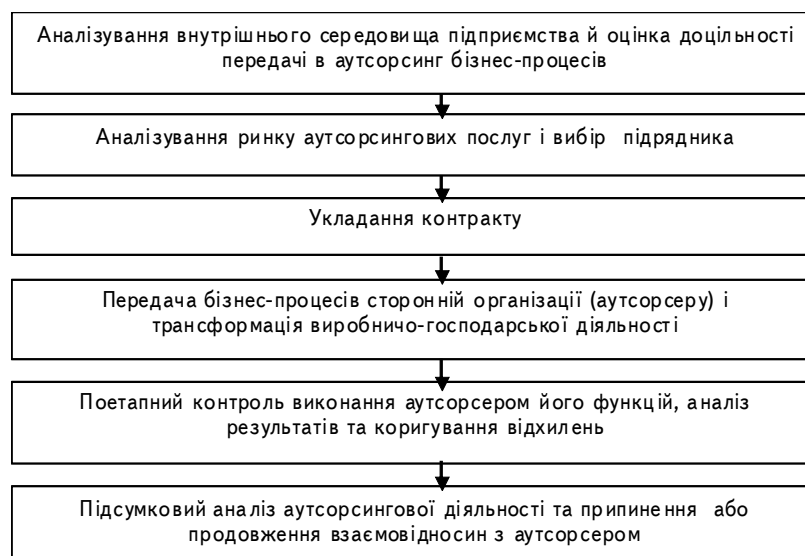 Аналізування внутрішнього середовища підприємства й оцінка доцільності
передачі в аутсорсинг бізнес-процесів
Аналізування ринку аутсорсингових послуг і вибір підрядника
Укладання контракту
Передача бізнес-процесів сторонній організації (аутсорсеру) і
трансформація виробничо-господарської діяльності
Поетапний контроль виконання аутсорсером його функцій, аналіз
результатів та коригування відхилень
Підсумковий аналіз аутсорсингової діяльності та припинення або
продовження взаємовідносин з аутсорсером